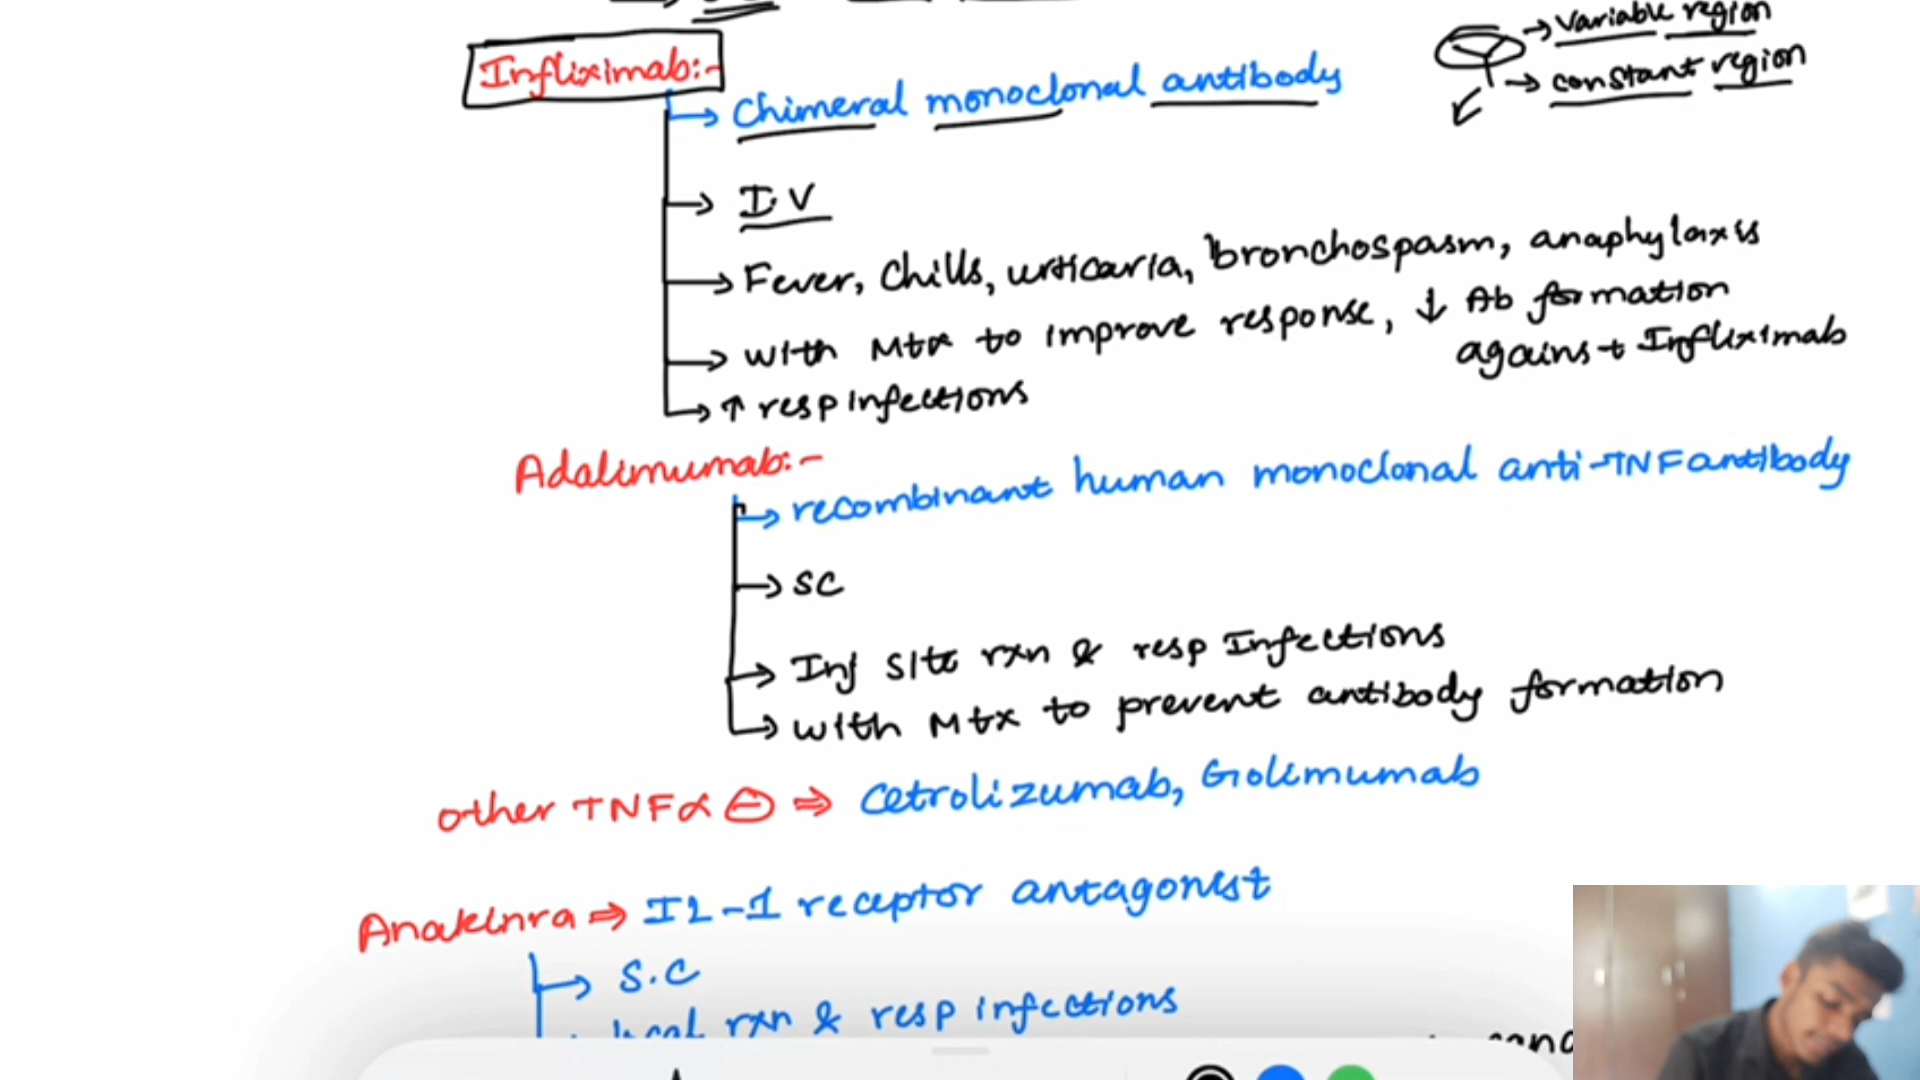 Infliximab:-
Chimeral monoclonal antibody
variable region
constant region
I.V
Fever, Chills, urticaria, bronchospasm, anaphylaxis
with Mtx to improve response, ↓ Ab formation
against Infliximab
↑ resp infections
Adalimumab:-
recombinant human monoclonal anti-TNF antibody
SC
Inj site rxn & resp Infections
with Mtx to prevent antibody formation
other TNFα ⊖ ⇒ Cetrolizumab, Golimumab
Anakinra ⇒ IL-1 receptor antagonist
S.C
local rxn & resp infections